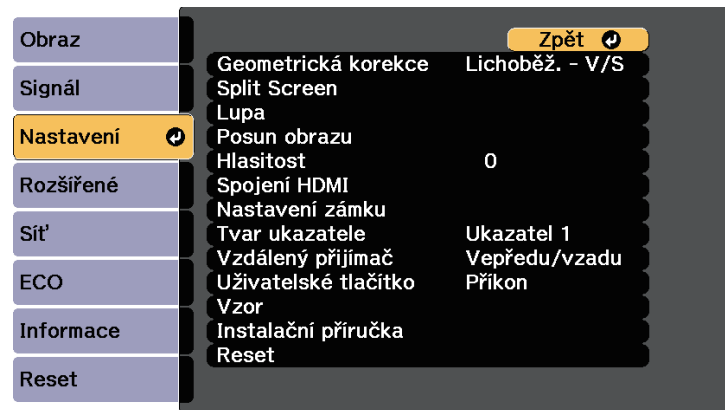 Obraz
Signál
Nastavení
Rozšířené
Síť
ECO
Informace
Reset
Zpět
Geometrická korekce Lichoběž. - V/S
Split Screen
Lupa
Posun obrazu
Hlasitost 0
Spojení HDMI
Nastavení zámku
Tvar ukazatele Ukazatel 1
Vzdálený přijímač Vepředu/vzadu
Uživatelské tlačítko Příkon
Vzor
Instalační příručka
Reset